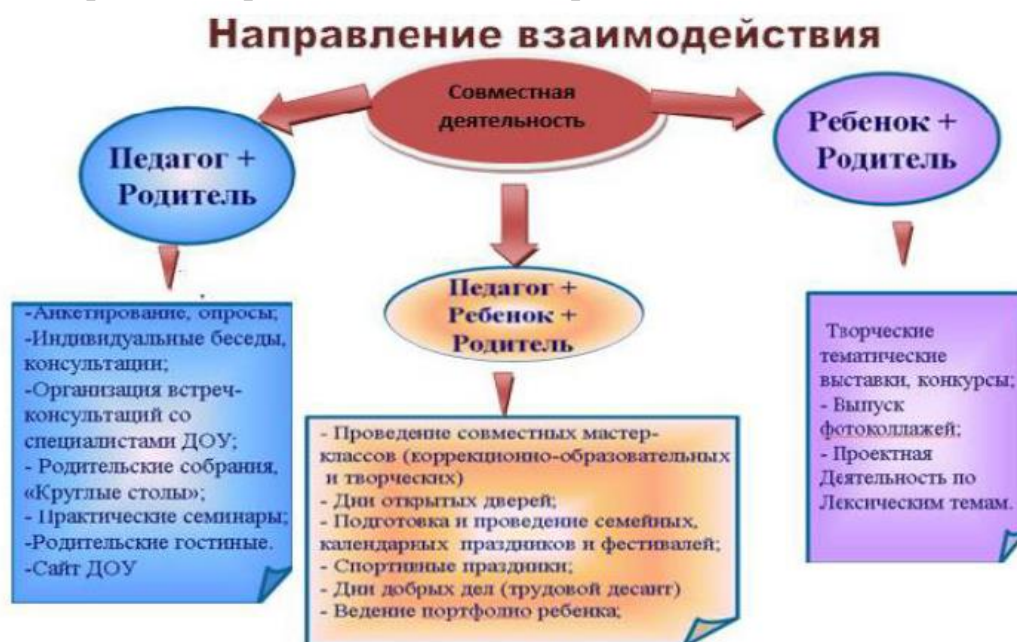 Направление взаимодействия
Совместная
деятельность
Педагог +
Родитель
Ребенок +
Родитель
Педагог +
Ребенок +
Родитель
-Анкетирование, опросы;
-Индивидуальные беседы,
консультации;
-Организация встреч-
консультаций со
специалистами ДОУ;
- Родительские собрания,
«Круглые столы»;
- Практические семинары;
-Родительские гостиные.
-Сайт ДОУ
- Проведение совместных мастер-
классов (коррекционно-образовательных
и творческих)
- Дни открытых дверей;
- Подготовка и проведение семейных,
календарных праздников и фестивалей;
- Спортивные праздники;
- Дни добрых дел (трудовой десант)
- Ведение портфолио ребенка;
Творческие
тематические
выставки, конкурсы;
- Выпуск
фотоколлажей;
- Проектная
Деятельность по
Лексическим темам.